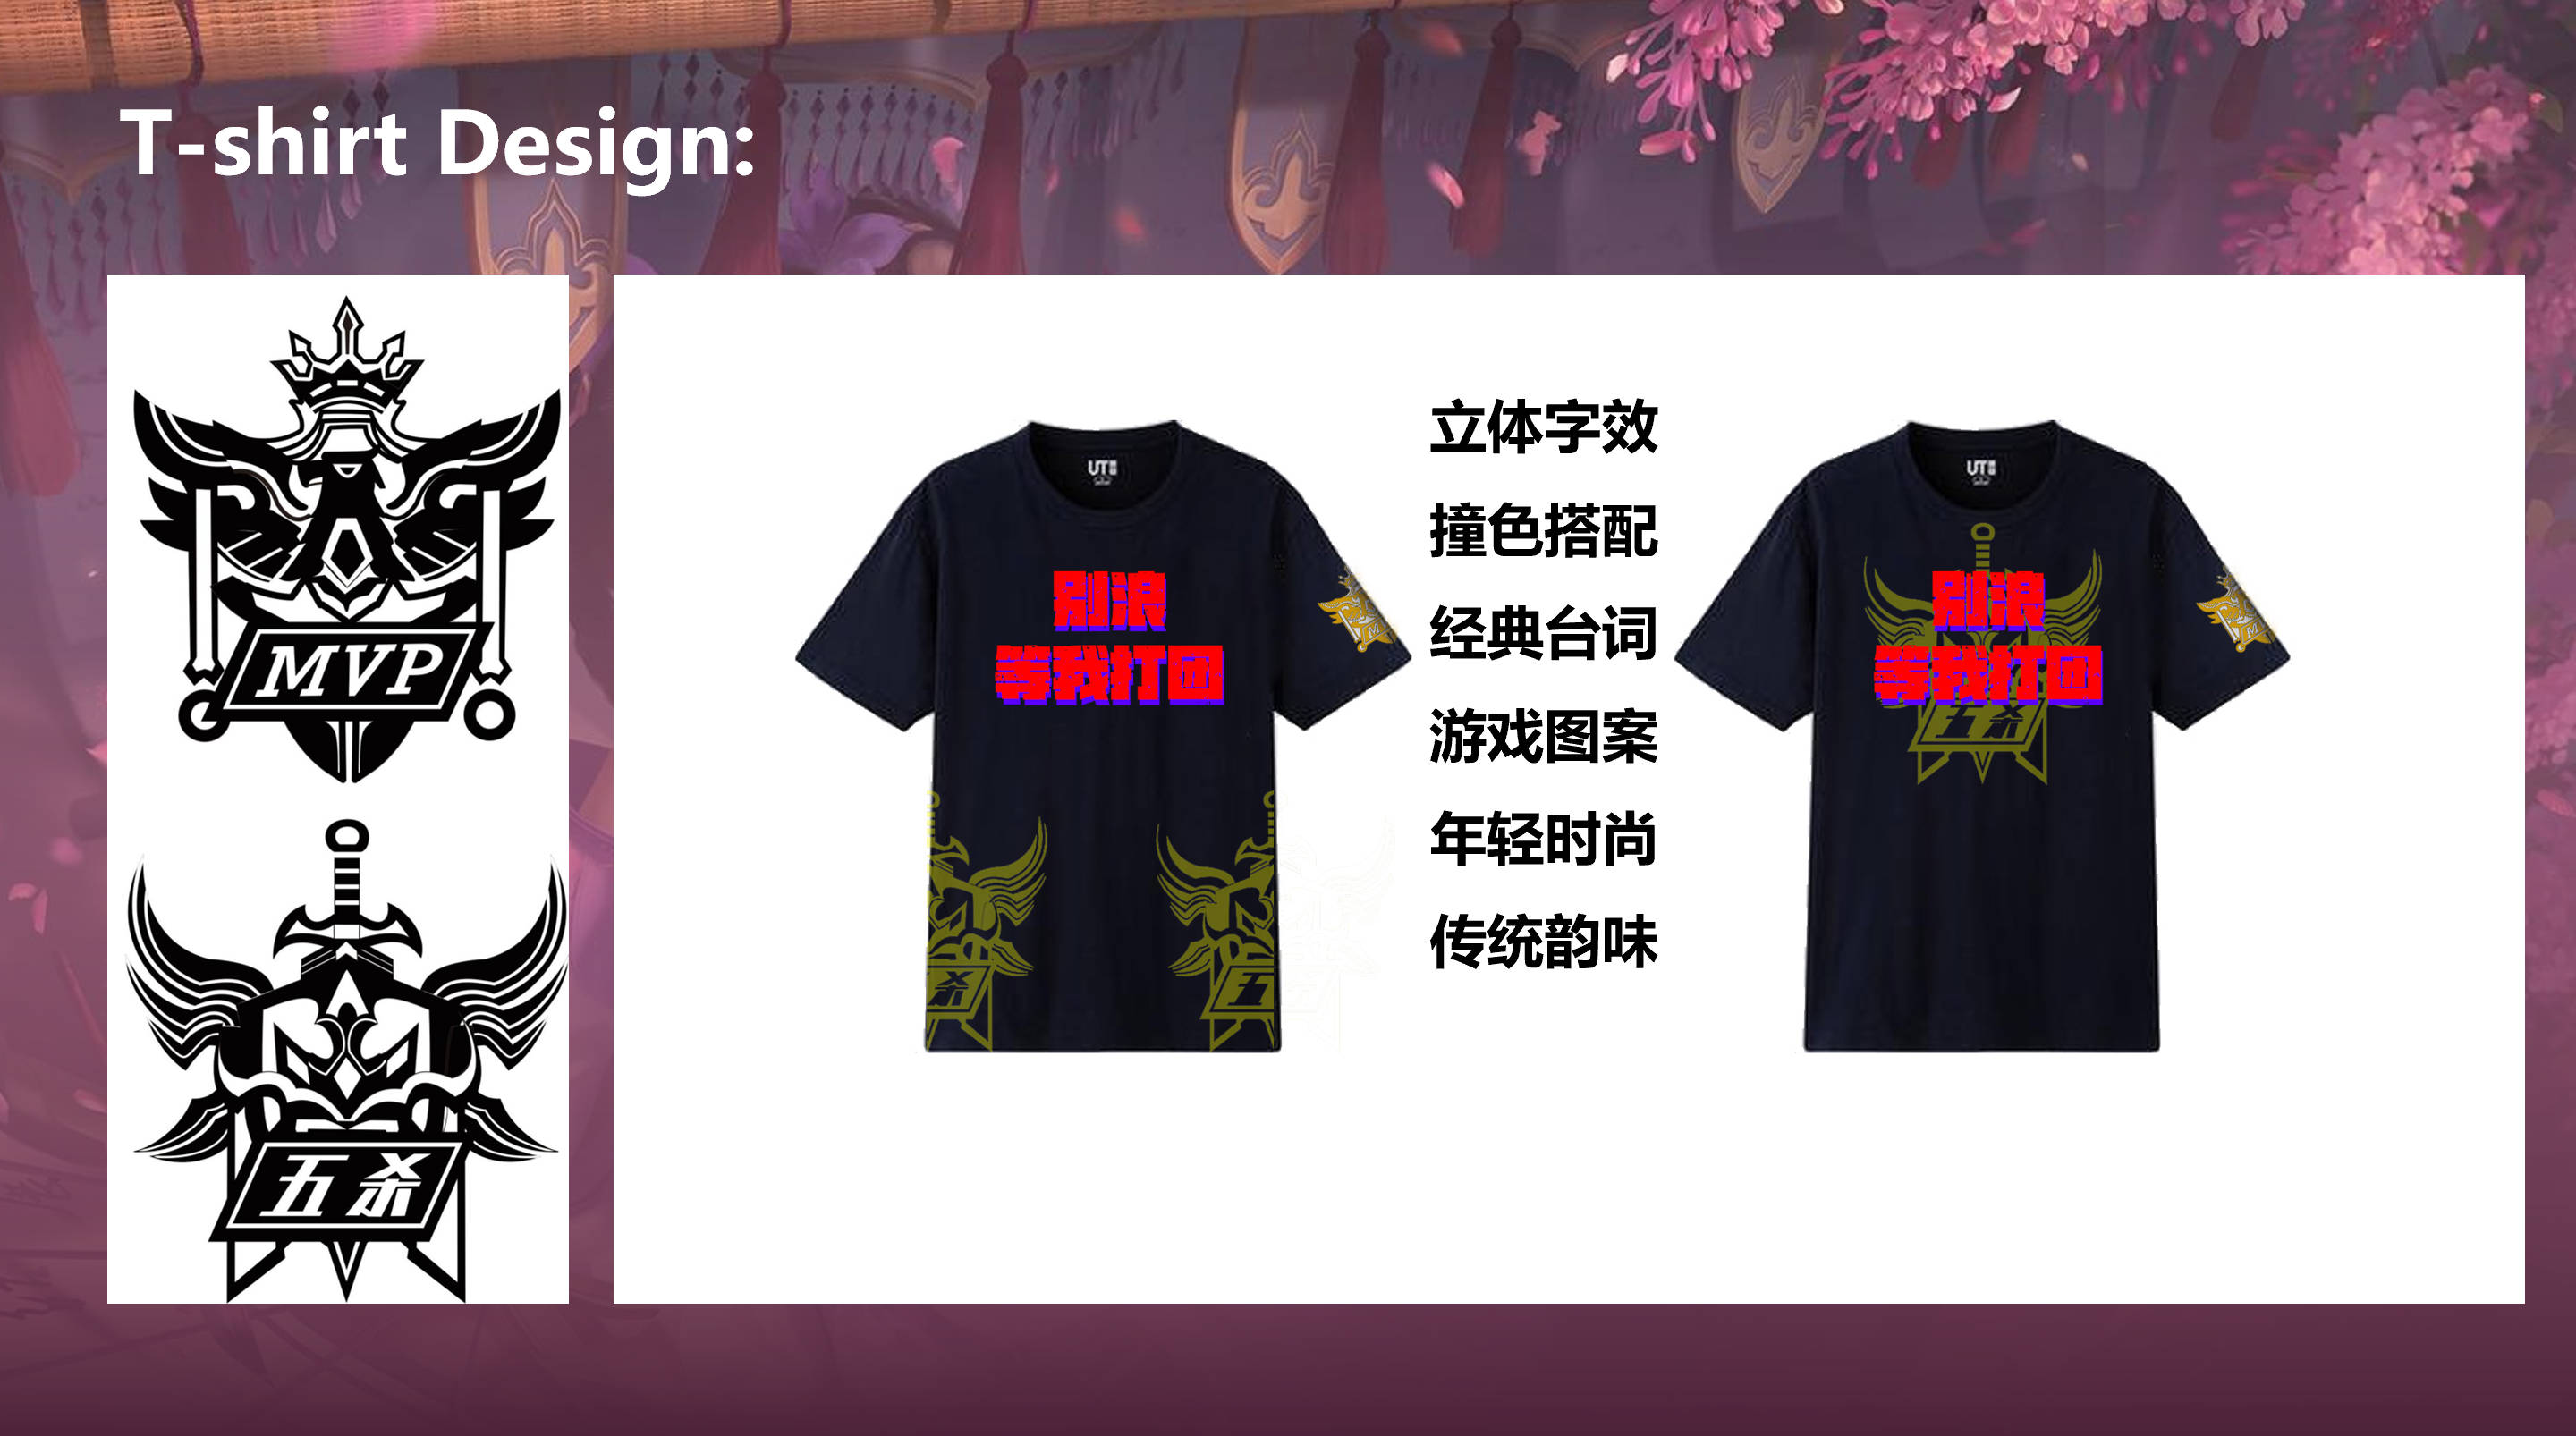 T-shirt Design:
MVP
五杀
立体字效
撞色搭配
经典台词
游戏图案
年轻时尚
传统韵味
UT
别浪
等我打团
杀
五
UT
别浪
等我打团
五杀